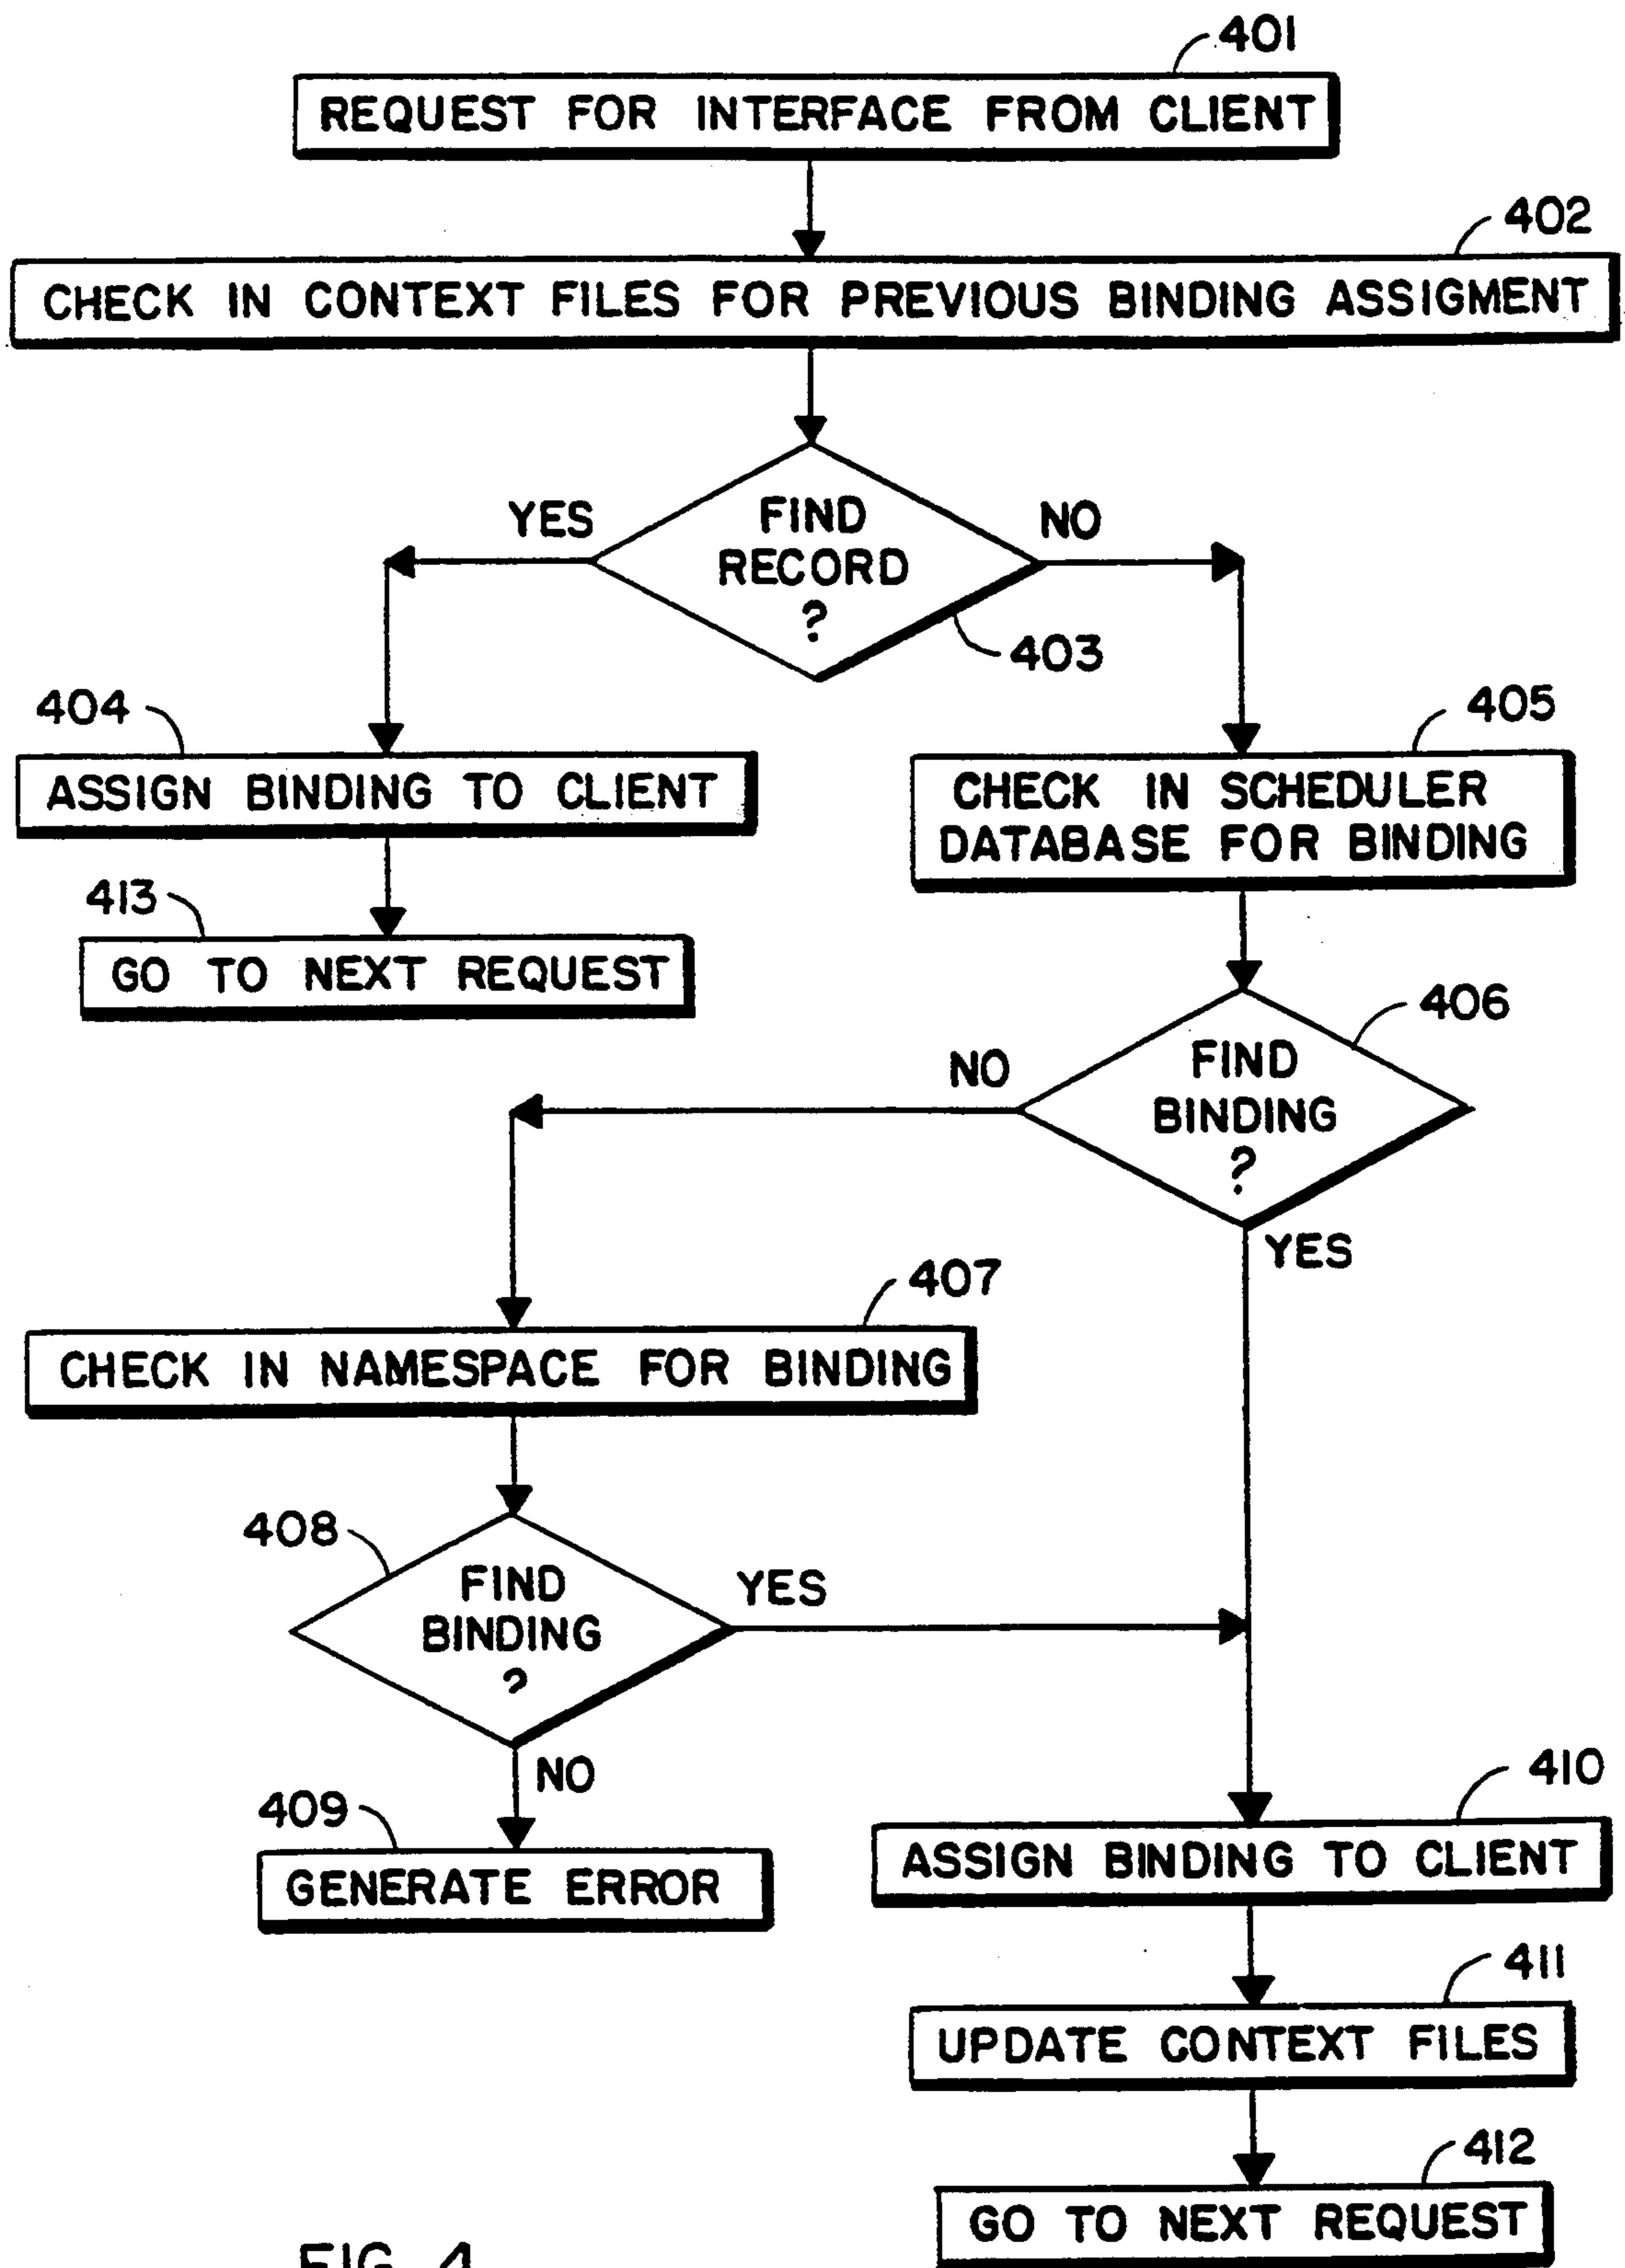 401
REQUEST FOR INTERFACE FROM CLIENT
402
CHECK IN CONTEXT FILES FOR PREVIOUS BINDING ASSIGMENT
YES
FIND
RECORD
?
NO
403
404
ASSIGN BINDING TO CLIENT
405
CHECK IN SCHEDULER
DATABASE FOR BINDING
413
GO TO NEXT REQUEST
406
FIND
BINDING
?
NO
YES
407
CHECK IN NAMESPACE FOR BINDING
408
FIND
BINDING
?
YES
NO
409
GENERATE ERROR
410
ASSIGN BINDING TO CLIENT
411
UPDATE CONTEXT FILES
412
GO TO NEXT REQUEST
FIG. 4